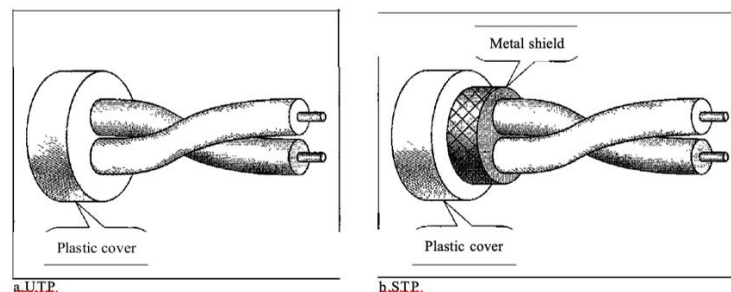 Metal shield
Plastic cover
Plastic cover
a.U.T.P.
b.S.T.P.